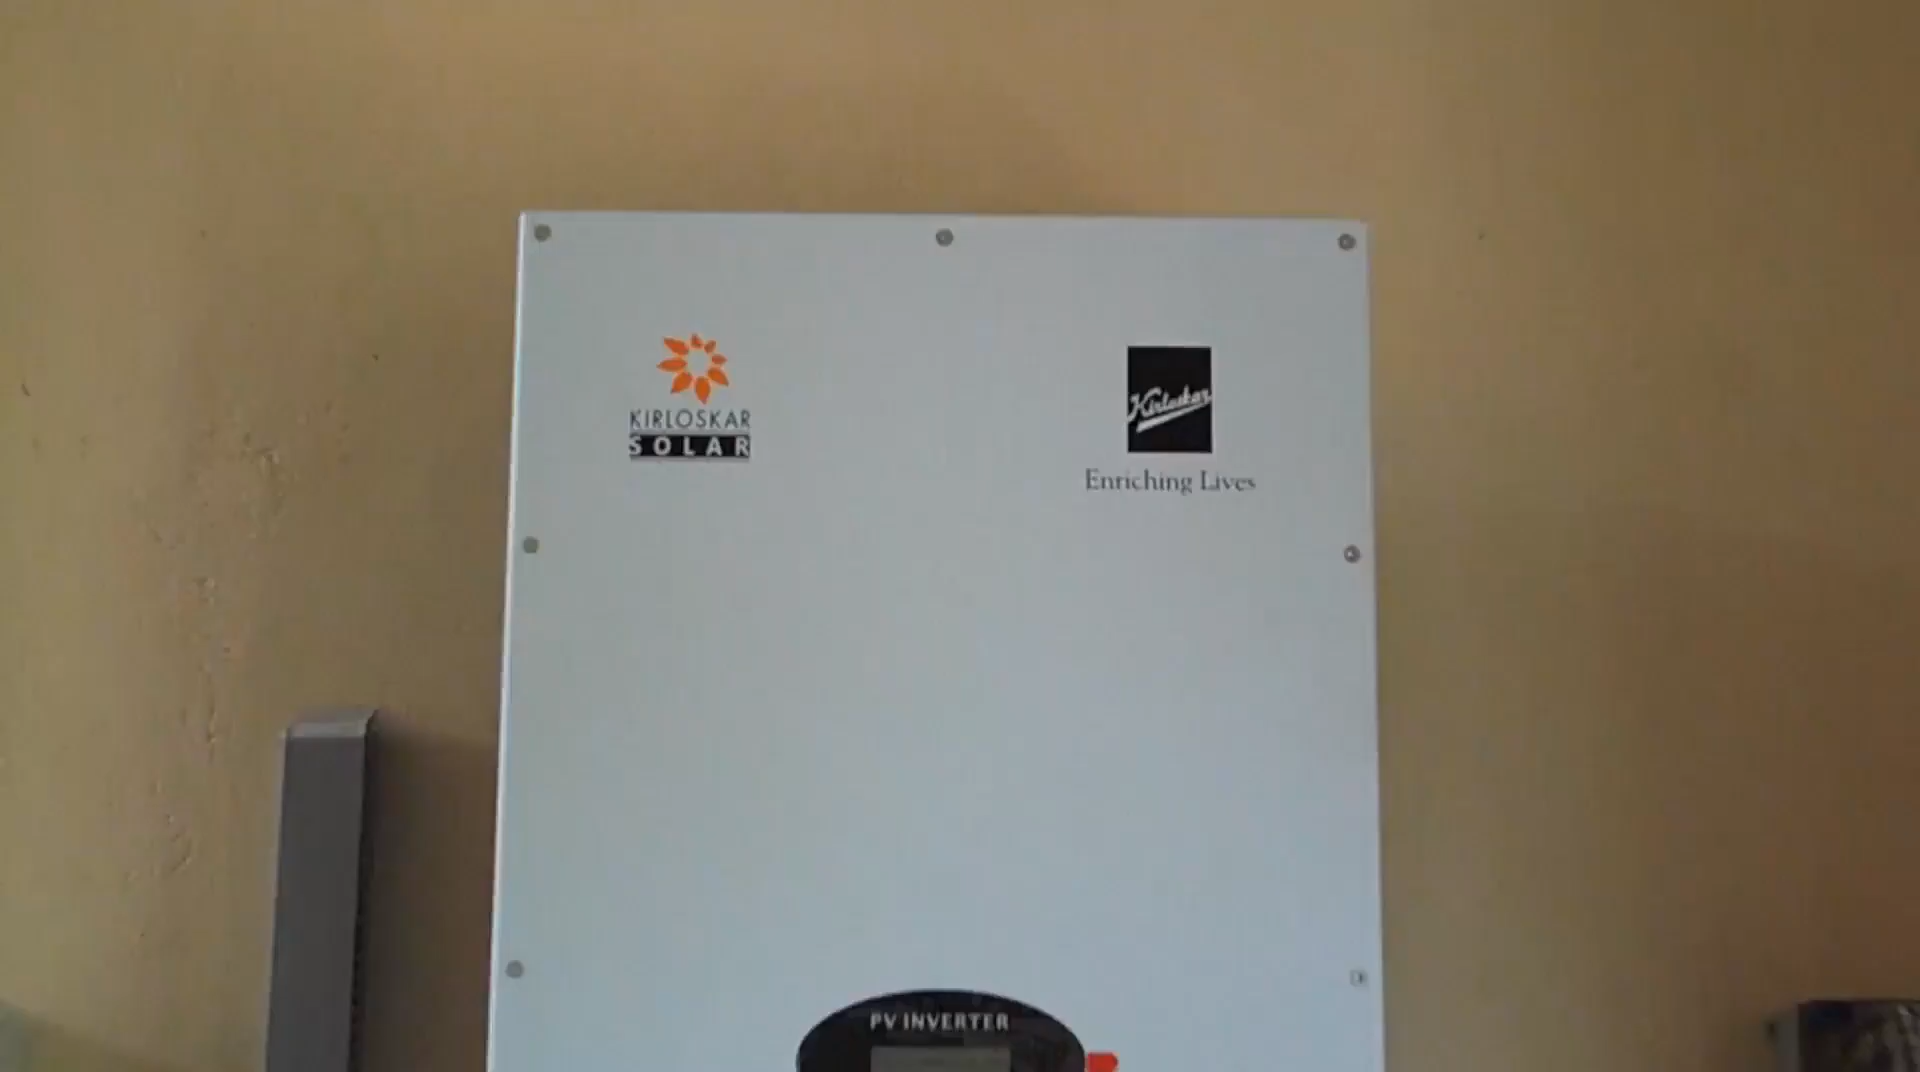 KIRLOSKAR
SOLAR
Kirloskar
Enriching Lives
PV INVERTER